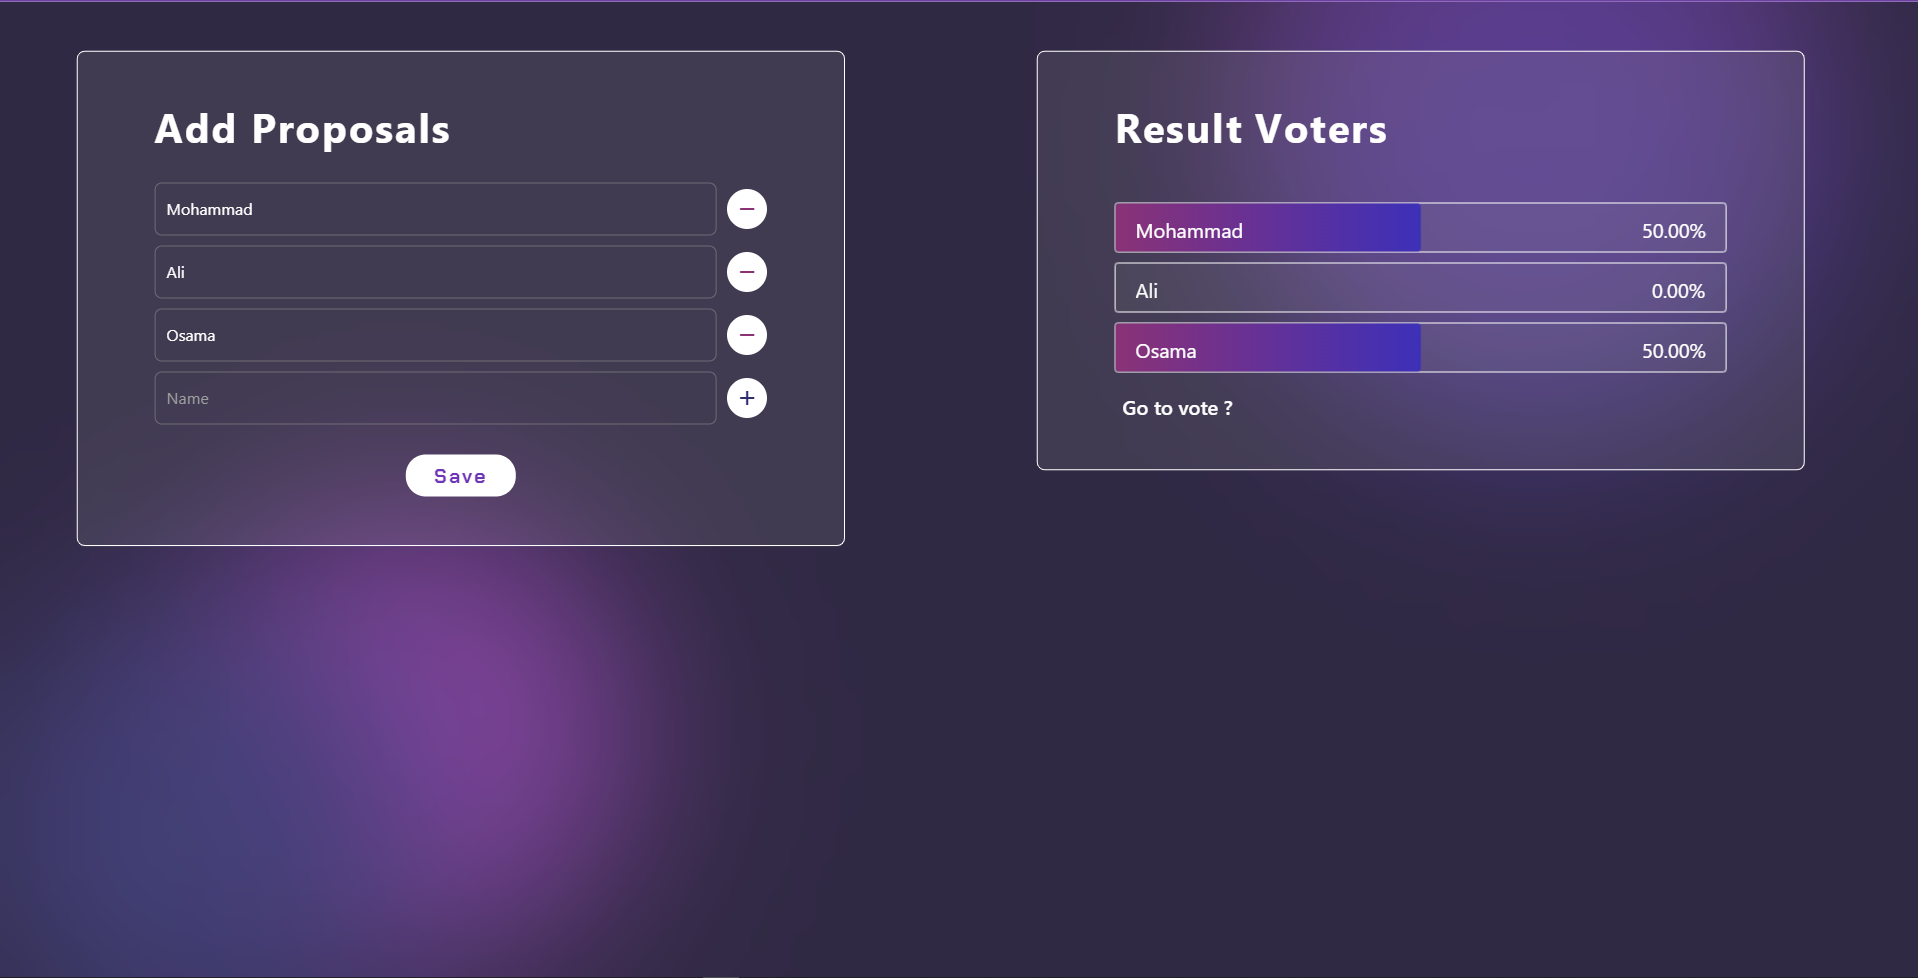 Add Proposals
Mohammad
Ali
Osama
Name
Save
Result Voters
Mohammad 50.00%
Ali 0.00%
Osama 50.00%
Go to vote ?